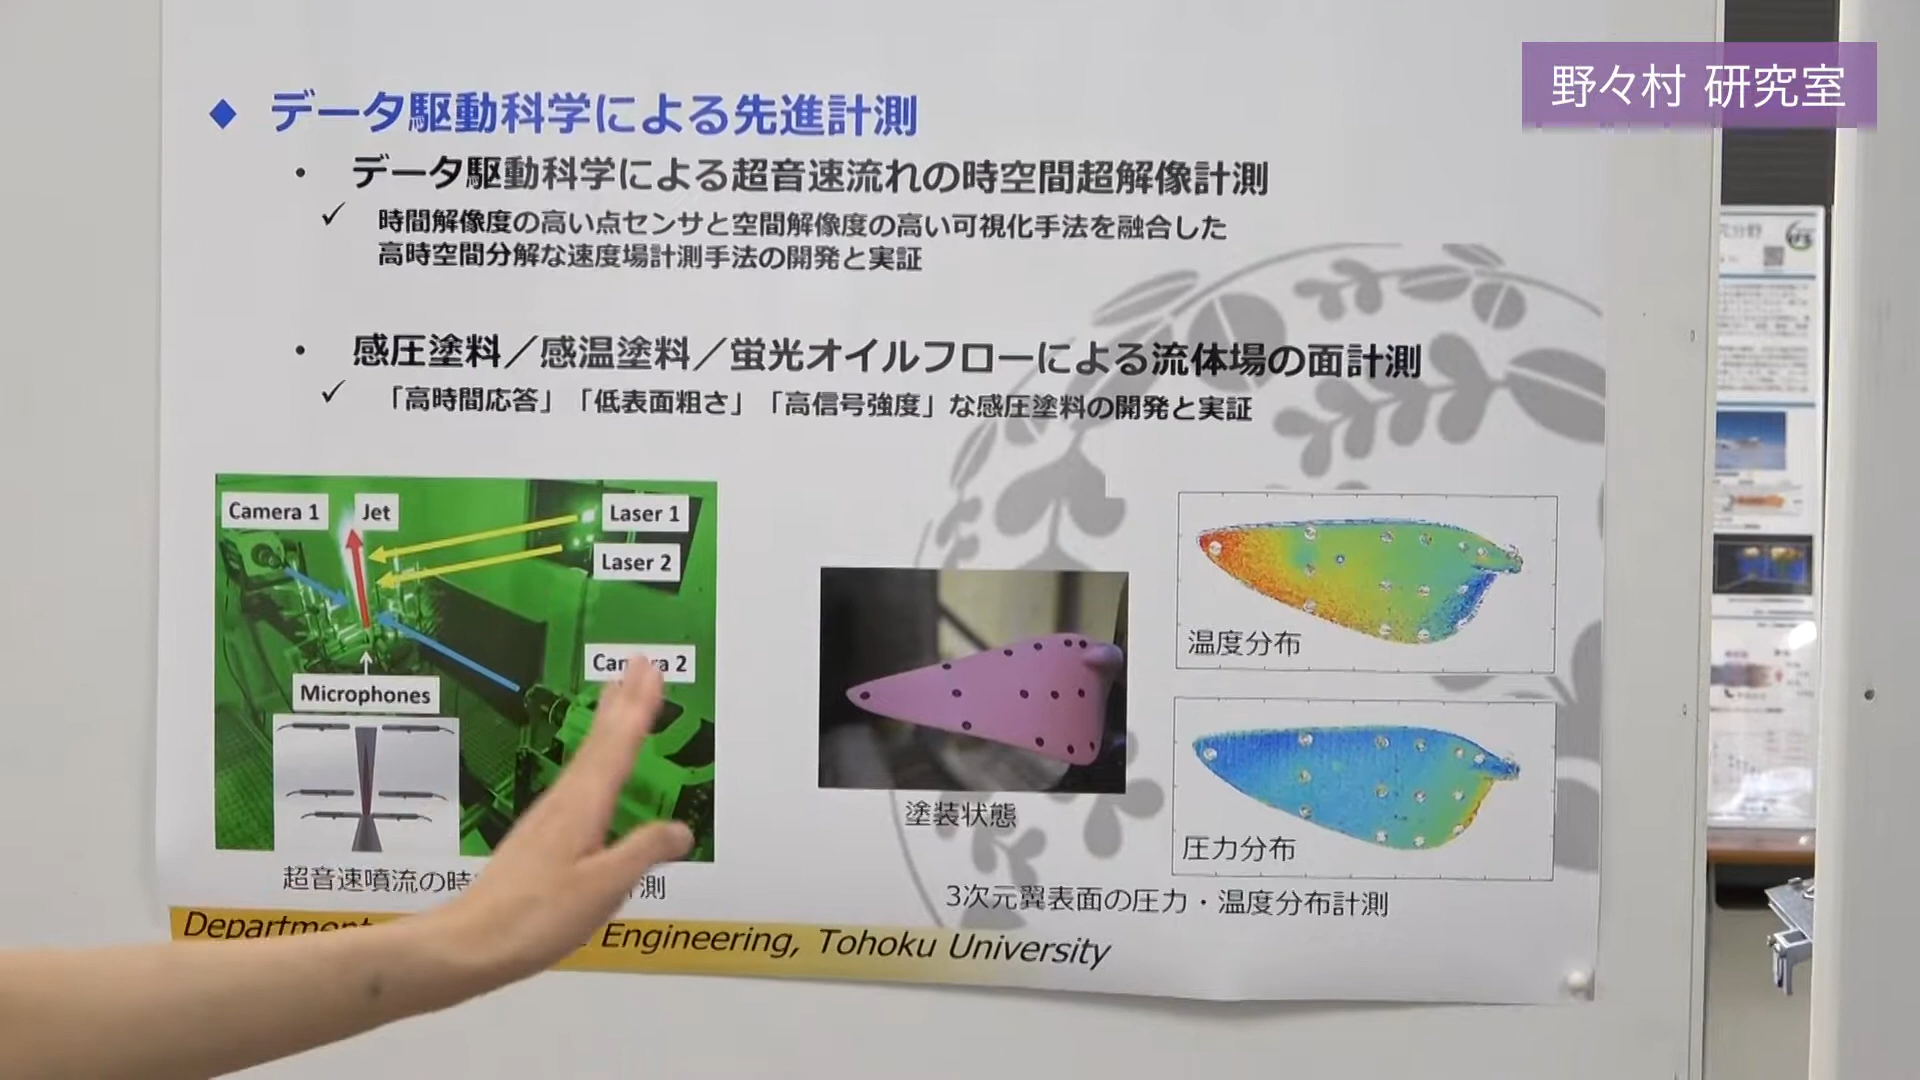 野々村 研究室
◆ データ駆動科学による先進計測
・ データ駆動科学による超音速流れの時空間超解像計測
✓ 時間解像度の高い点センサと空間解像度の高い可視化手法を融合した
高時空間分解な速度場計測手法の開発と実証
・ 感圧塗料／感温塗料／蛍光オイルフローによる流体場の面計測
✓ 「高時間応答」「低表面粗さ」「高信号強度」な感圧塗料の開発と実証
Camera 1
Jet
Laser 1
Laser 2
Camera 2
Microphones
超音速噴流の時
測
塗装状態
温度分布
圧力分布
3次元翼表面の圧力・温度分布計測
Department
Engineering, Tohoku University